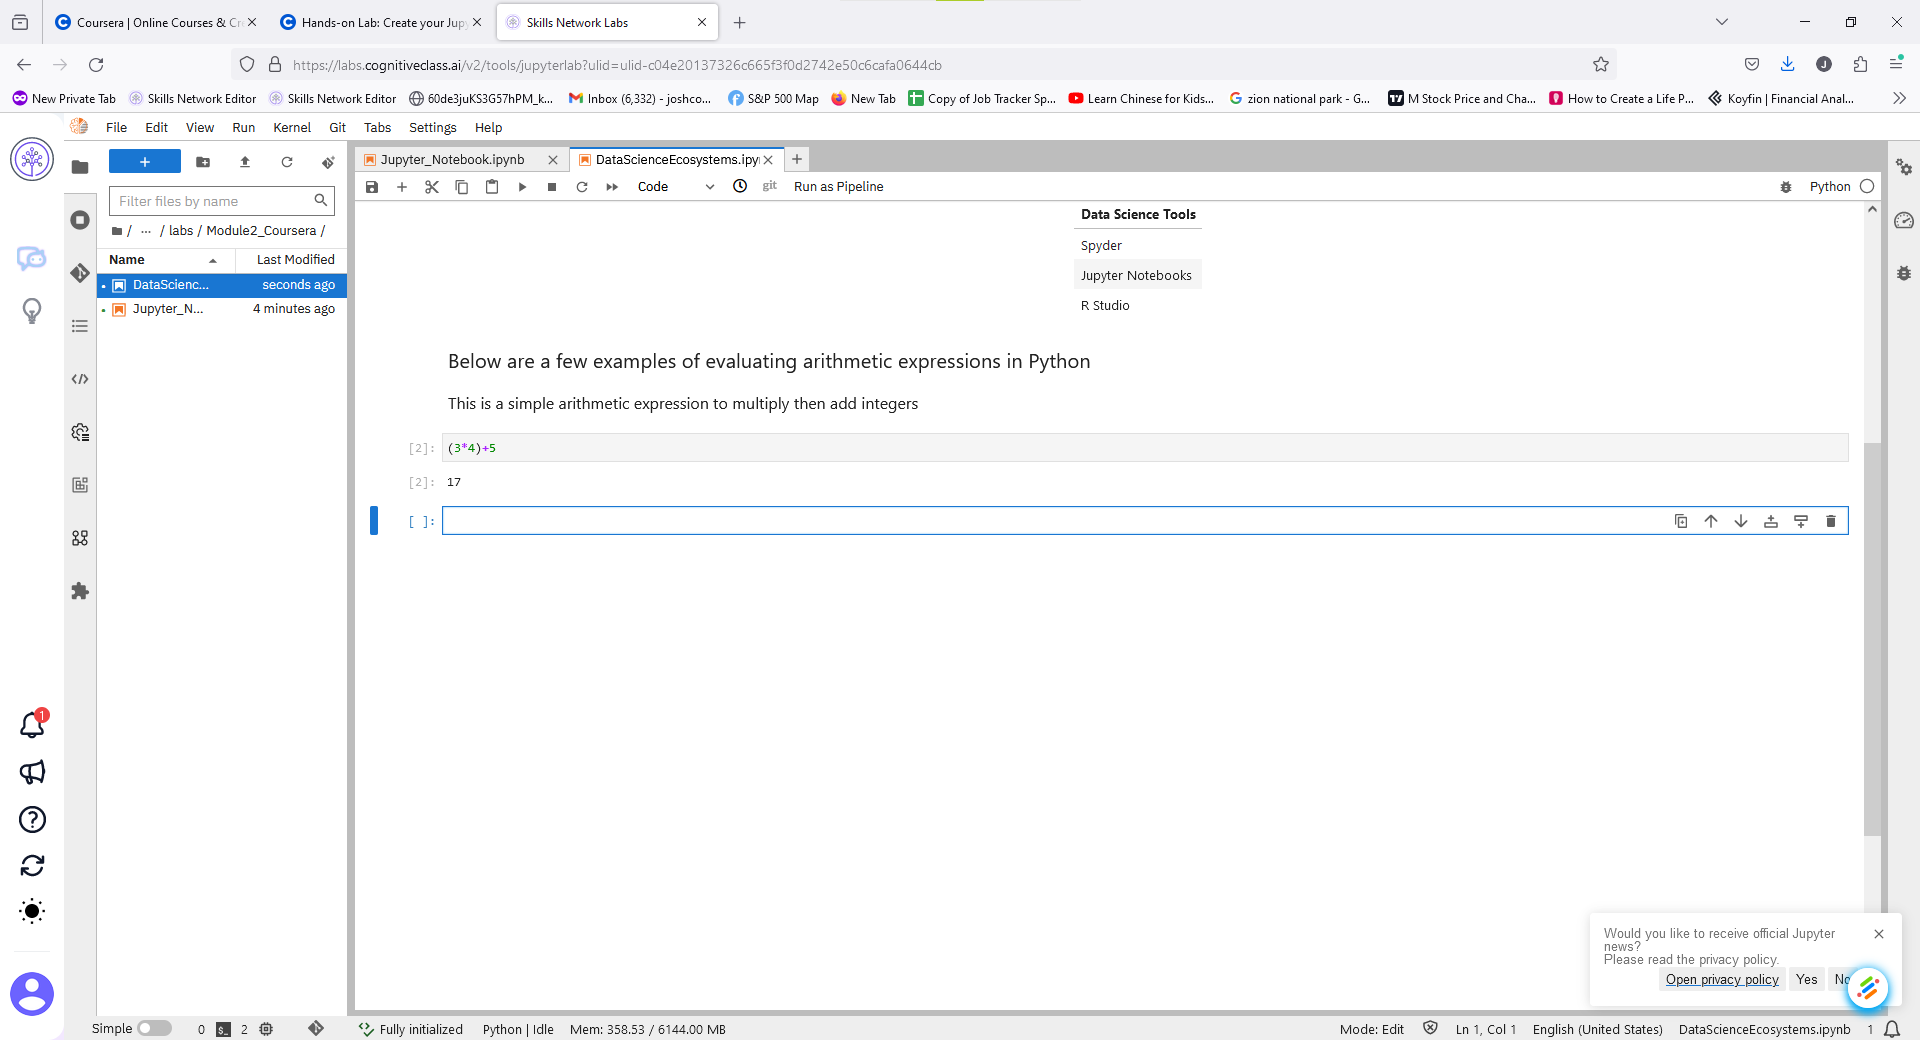 Coursera | Online Courses & Cr
Hands-on Lab: Create your Jupy
Skills Network Labs
https://labs.cognitiveclass.ai/v2/tools/jupyterlab?ulid=ulid-c04e20137326c665f3f0d2742e50c6cafa0644cb
New Private Tab
Skills Network Editor
Skills Network Editor
60de3juKS3G57hPM_k...
Inbox (6,332) - joshco...
S&P 500 Map
New Tab
Copy of Job Tracker Sp...
Learn Chinese for Kids...
zion national park - G...
M Stock Price and Cha...
How to Create a Life P...
Koyfin | Financial Anal...
File Edit View Run Kernel Git Tabs Settings Help
Jupyter_Notebook.ipynb
DataScienceEcosystems.ipy
Code
git
Run as Pipeline
Python
Filter files by name
/ ... / labs / Module2_Coursera /
Name Last Modified
DataScienc... seconds ago
Jupyter_N... 4 minutes ago
Data Science Tools
Spyder
Jupyter Notebooks
R Studio
Below are a few examples of evaluating arithmetic expressions in Python
This is a simple arithmetic expression to multiply then add integers
[2]: (3*4)+5
[2]: 17
[ ]:
1
Would you like to receive official Jupyter
news?
Please read the privacy policy.
Open privacy policy Yes No
Simple 0 $_ 2 Fully initialized Python | Idle Mem: 358.53 / 6144.00 MB Mode: Edit Ln 1, Col 1 English (United States) DataScienceEcosystems.ipynb 1